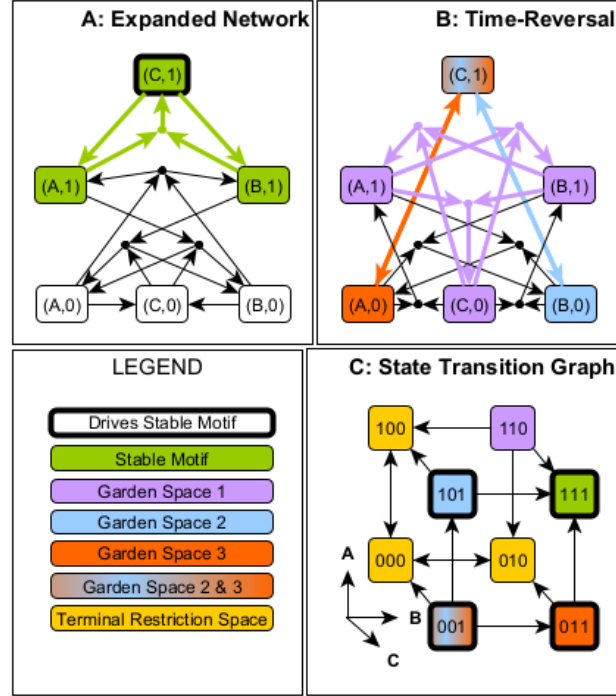 A: Expanded Network
(C,1)
(A,1)
(B,1)
(A,0)
(C,0)
(B,0)
B: Time-Reversal
(C,1)
(A,1)
(B,1)
(A,0)
(C,0)
(B,0)
LEGEND
Drives Stable Motif
Stable Motif
Garden Space 1
Garden Space 2
Garden Space 3
Garden Space 2 & 3
Terminal Restriction Space
C: State Transition Graph
100
110
101
111
000
010
A
B
001
011
C